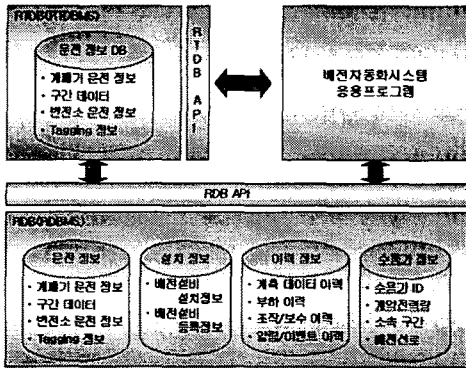 RTDB(RTDBMS)
운전 정보 DB
· 개폐기 운전 정보
· 구간 데이터
· 변전소 운전 정보
· Tagging 정보
RTDB API
배전자동화시스템
응용프로그램
RDB API
RDB(RDBMS)
운전 정보
· 개폐기 운전 정보
· 구간 데이터
· 변전소 운전 정보
· Tagging 정보
설치 정보
· 배전설비
설치정보
· 배전설비
등록정보
이력 정보
· 계측 데이터 이력
· 부하 이력
· 조작/보수 이력
· 알람/이벤트 이력
수용가 정보
· 수용가 ID
· 계약전력량
· 소속 구간
· 배전선로